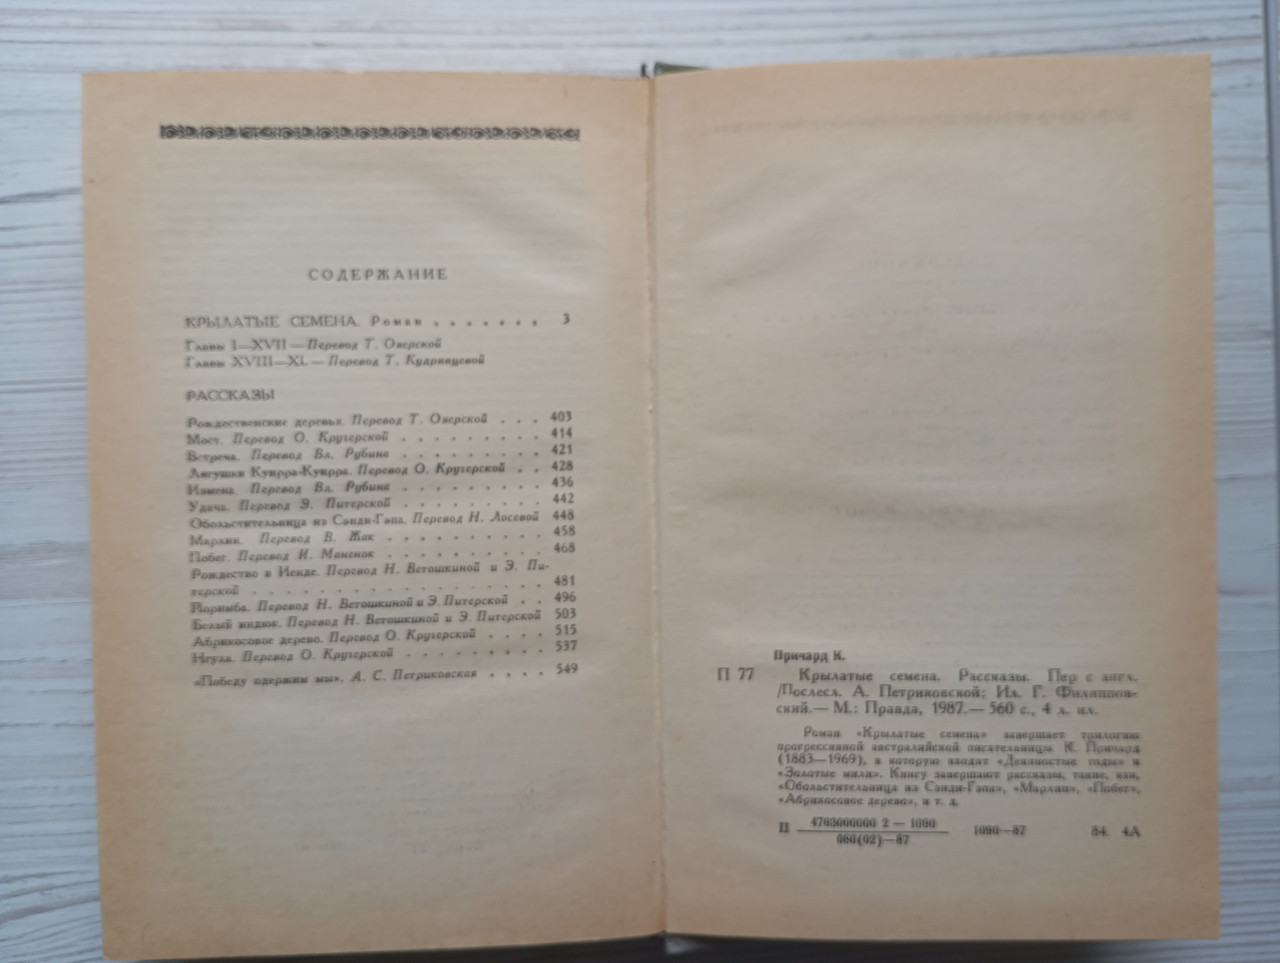 СОДЕРЖАНИЕ
КРЫЛАТЫЕ СЕМЕНА. Роман . . . . . . . 3
Главы I—XVII — Перевод Т. Озерской
Главы XVIII—XL — Перевод Т. Кудрявцевой
РАССКАЗЫ
Рождественские деревья. Перевод Т. Озерской . . . 403
Мост. Перевод О. Кругерской . . . . . . . . . 414
Встреча. Перевод Вл. Рубина . . . . . . . . . 421
Лягушки Куирра-Куирра. Перевод О. Кругерской . . 428
Измена. Перевод Вл. Рубина . . . . . . . . . 436
Удача. Перевод Э. Питерской . . . . . . . . . 442
Обольстительница из Сэнди-Гэпа. Перевод Н. Лосевой 448
Марлин. Перевод В. Жак . . . . . . . . . . 458
Побег. Перевод И. Манёнок . . . . . . . . . . 468
Рождество в Иенде. Перевод Н. Ветошкиной и Э. Пи-
терской . . . . . . . . . . . . . . . . . . 481
Йоримба. Перевод Н. Ветошкиной и Э. Питерской . . 496
Белый индюк. Перевод Н. Ветошкиной и Э. Питерской 503
Абрикосовое дерево. Перевод О. Кругерской . . . . 515
Нгула. Перевод О. Кругерской . . . . . . . . . 537
«Победу одержим мы». А. С. Петриковская . . . . 549
Причард К.
П 77 Крылатые семена. Рассказы. Пер с англ.
/Послесл. А. Петриковской; Ил. Г. Филиппов-
ский.— М.: Правда, 1987.— 560 с., 4 л. ил.
Роман «Крылатые семена» завершает трилогию
прогрессивной австралийской писательницы К. Причард
(1883—1969), в которую входят «Девяностые годы» и
«Золотые мили». Книгу завершают рассказы, такие, как,
«Обольстительница из Сэнди-Гэпа», «Марлин», «Побег»,
«Абрикосовое дерево», и т. д.
П 4703000000 2 — 1090 1090—87 84. 4А
080(02)—87